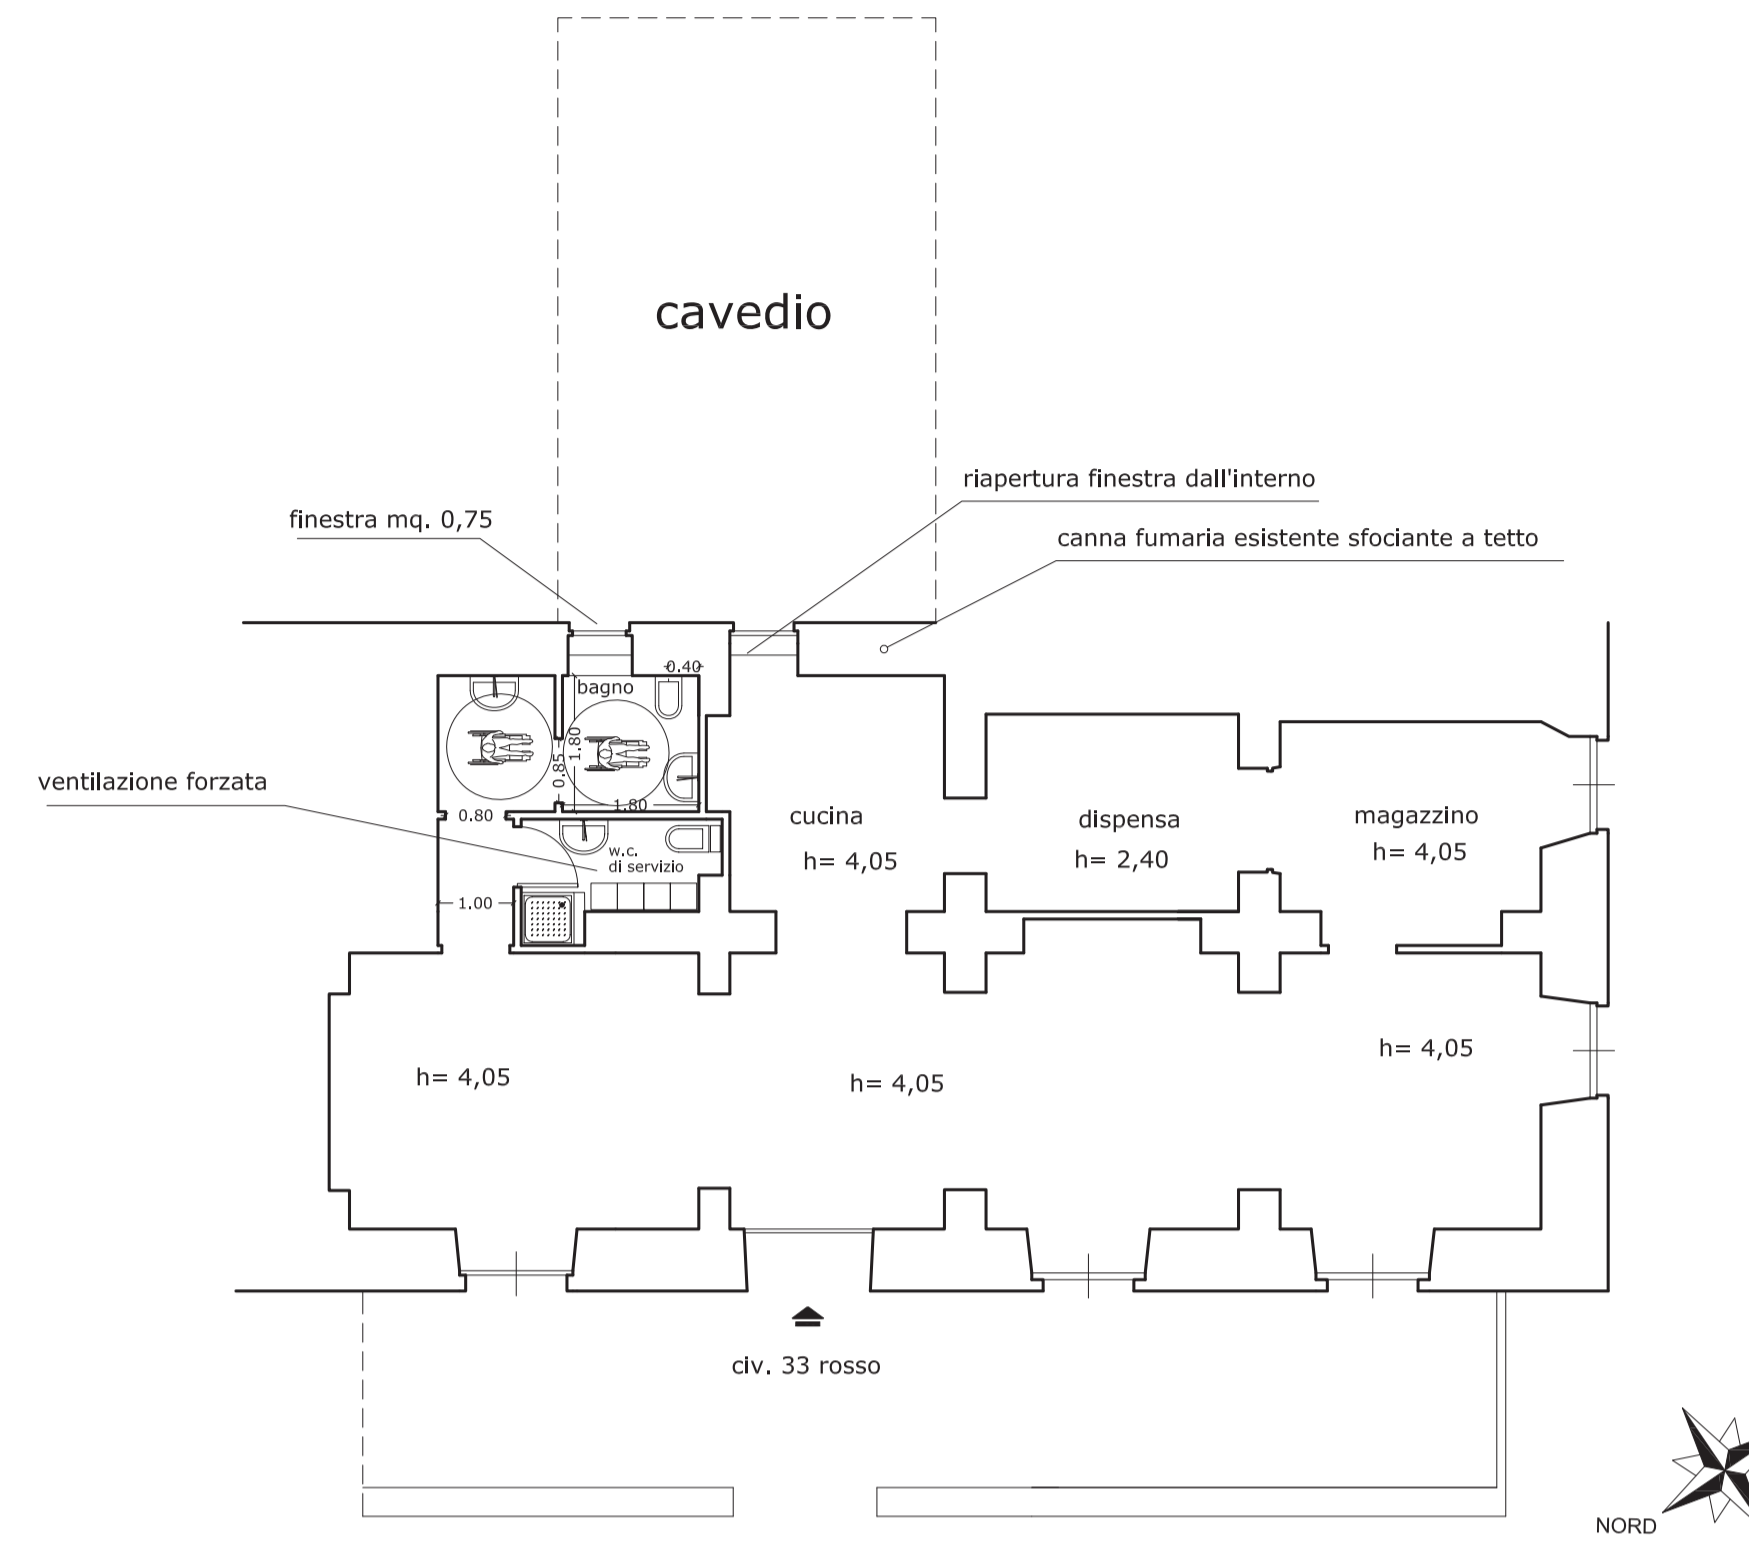 cavedio
riapertura finestra dall'interno
finestra mq. 0,75
canna fumaria esistente sfociante a tetto
0.40
bagno
1.80
0.85
ventilazione forzata
1.80
0.80
cucina
h= 4,05
dispensa
h= 2,40
magazzino
h= 4,05
w.c.
di servizio
1.00
h= 4,05
h= 4,05
h= 4,05
civ. 33 rosso
NORD